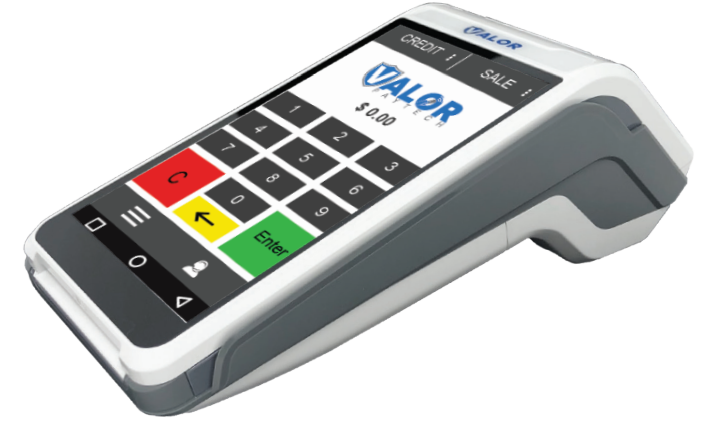 VALOR
CREDIT SALE
VALOR
PAYTECH
$ 0.00
1 2 3
4 5 6
7 8 9
C 0
← Enter